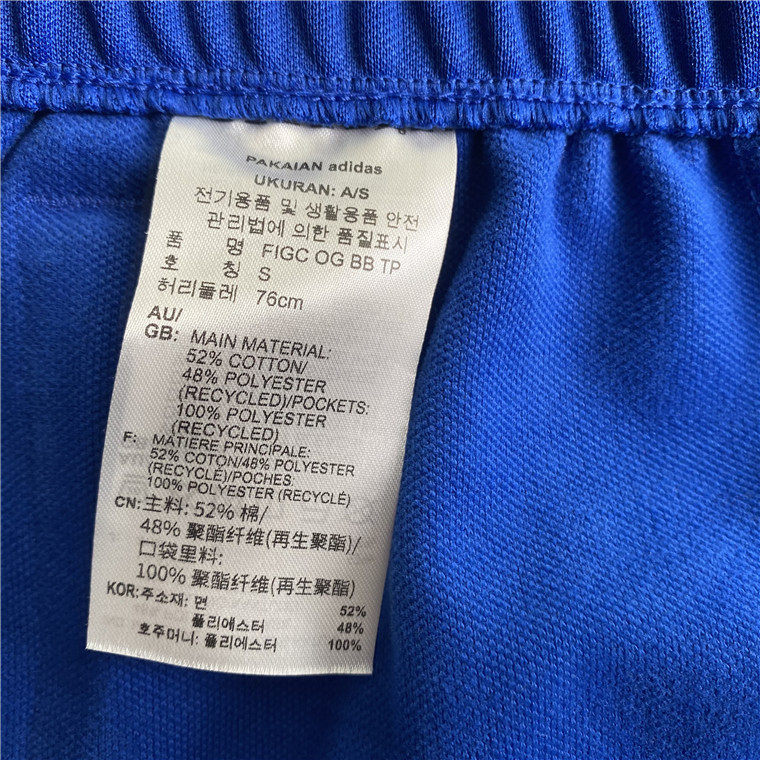 PAKAIAN adidas
UKURAN: A/S
전기용품 및 생활용품 안전
관리법에 의한 품질표시
품 명 FIGC OG BB TP
호 칭 S
허리둘레 76cm
AU/
GB: MAIN MATERIAL:
52% COTTON/
48% POLYESTER
(RECYCLED)/POCKETS:
100% POLYESTER
(RECYCLED)
F: MATIERE PRINCIPALE:
52% COTON/48% POLYESTER
(RECYCLÉ)/POCHES:
100% POLYESTER (RECYCLÉ)
CN: 主料: 52% 棉/
48% 聚酯纤维(再生聚酯)/
口袋里料:
100% 聚酯纤维(再生聚酯)
KOR: 주소재: 면 52%
폴리에스터 48%
호주머니: 폴리에스터 100%